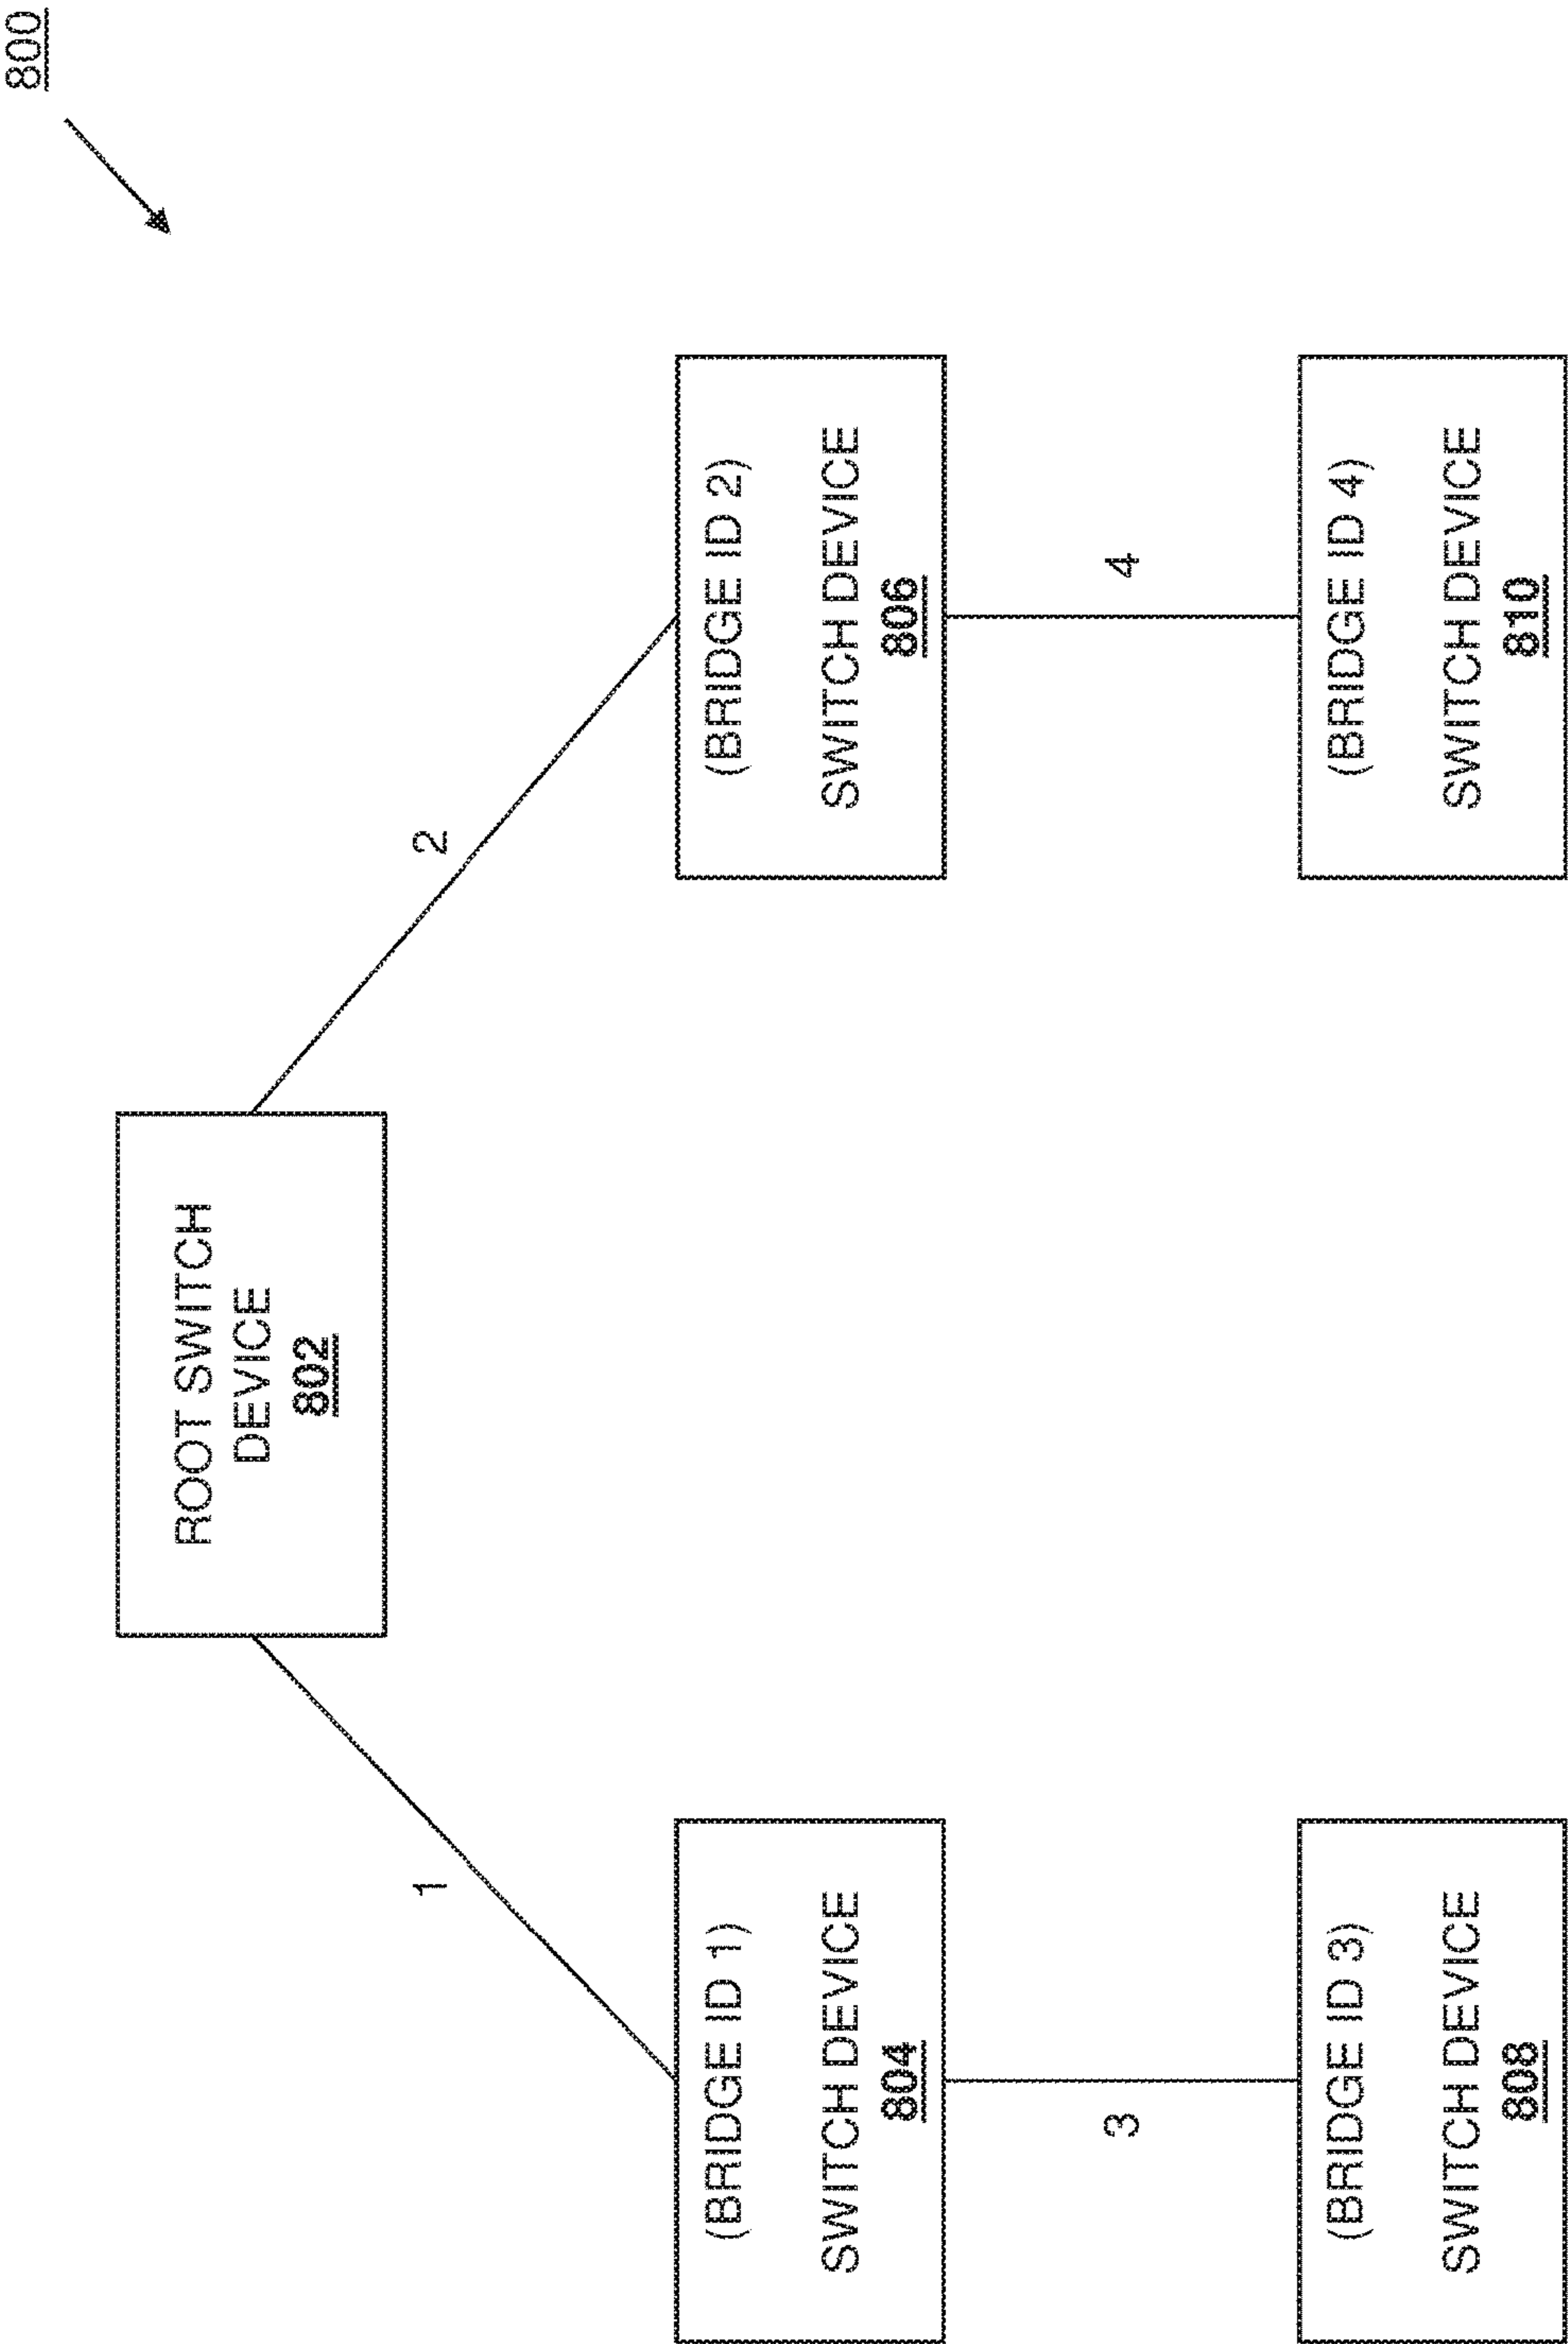 800
ROOT SWITCH
DEVICE
802
1
2
(BRIDGE ID 1)
SWITCH DEVICE
804
(BRIDGE ID 2)
SWITCH DEVICE
806
3
4
(BRIDGE ID 3)
SWITCH DEVICE
808
(BRIDGE ID 4)
SWITCH DEVICE
810